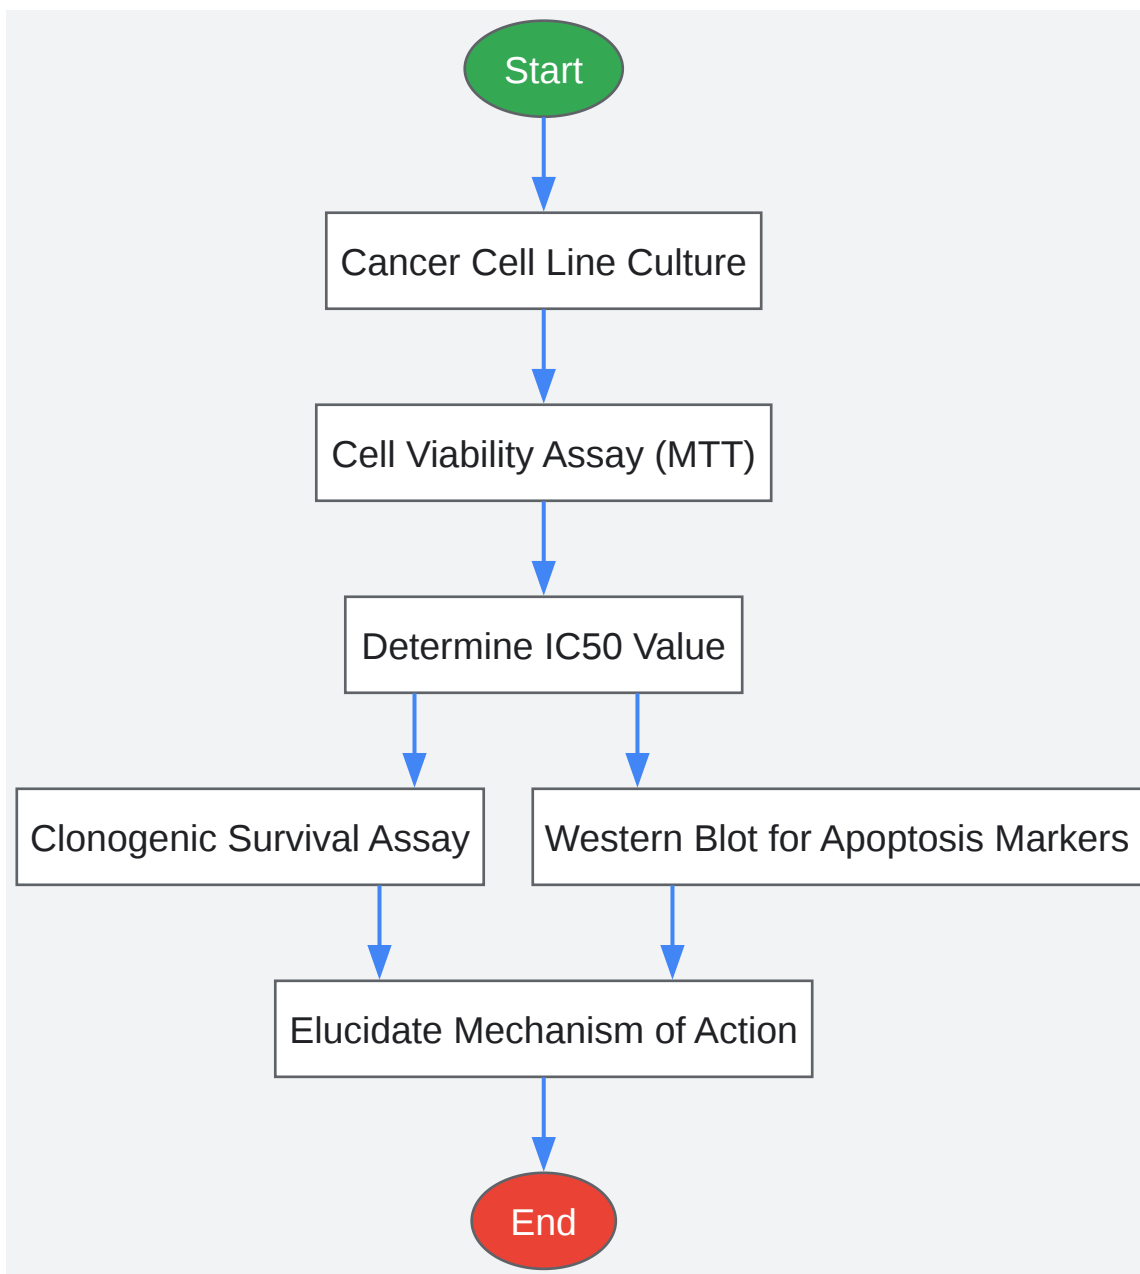 Start
Cancer Cell Line Culture
Cell Viability Assay (MTT)
Determine IC50 Value
Clonogenic Survival Assay
Western Blot for Apoptosis Markers
Elucidate Mechanism of Action
End